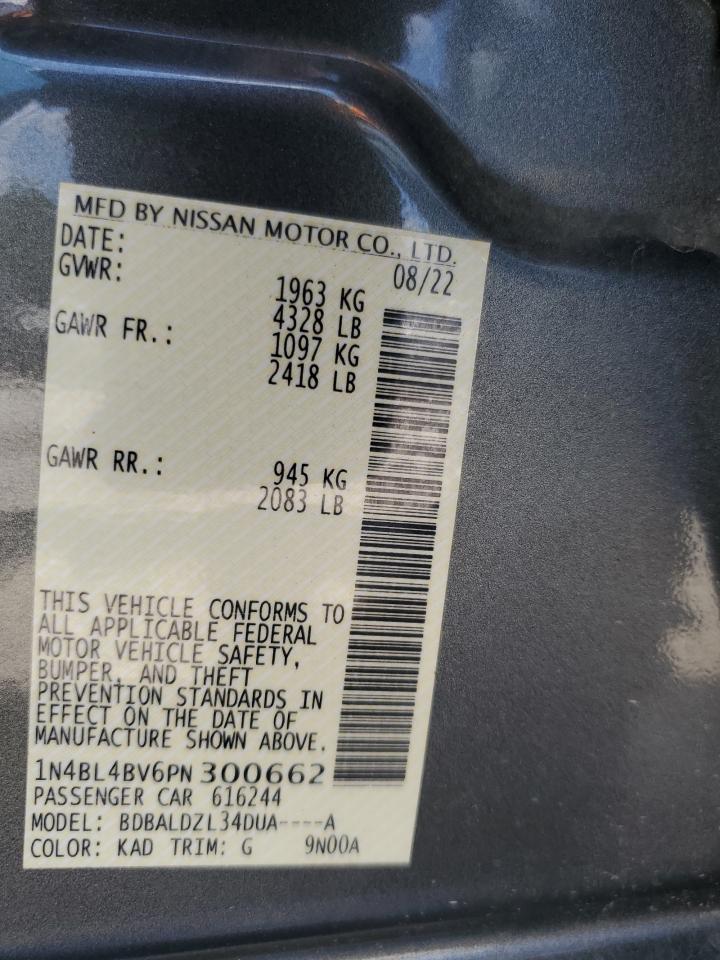 MFD BY NISSAN MOTOR CO., LTD.
DATE: 08/22
GVWR: 1963 KG
4328 LB
GAWR FR.: 1097 KG
2418 LB
GAWR RR.: 945 KG
2083 LB
THIS VEHICLE CONFORMS TO
ALL APPLICABLE FEDERAL
MOTOR VEHICLE SAFETY,
BUMPER, AND THEFT
PREVENTION STANDARDS IN
EFFECT ON THE DATE OF
MANUFACTURE SHOWN ABOVE.
1N4BL4BV6PN300662
PASSENGER CAR 616244
MODEL: BDBALDZL34DUA----A
COLOR: KAD TRIM: G 9N00A